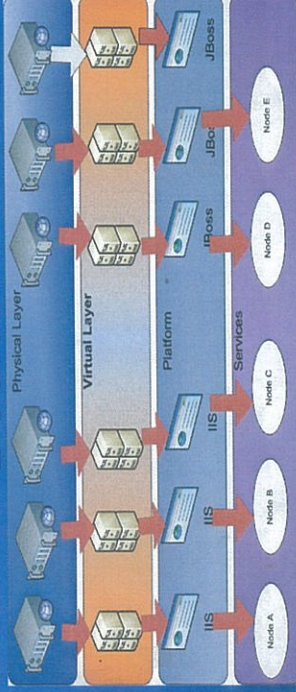 Physical Layer
Virtual Layer
Platform
IIS
IIS
IIS
JBoss
JBoss
JBoss
Services
Node A
Node B
Node C
Node D
Node E